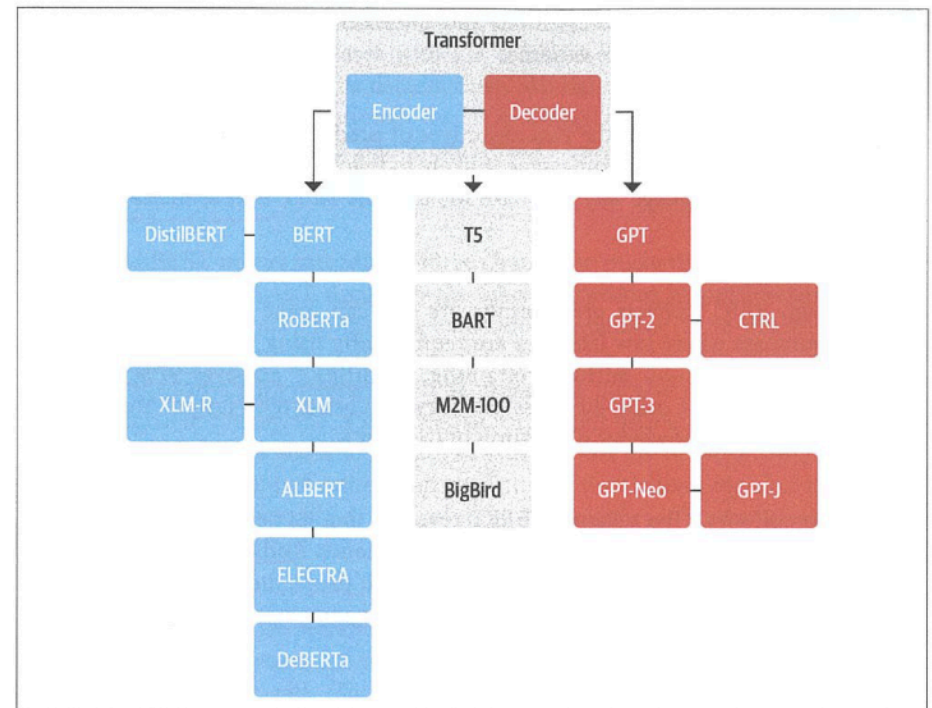 Transformer
Encoder
Decoder
DistilBERT
BERT
T5
GPT
RoBERTa
BART
GPT-2
CTRL
XLM-R
XLM
M2M-100
GPT-3
ALBERT
BigBird
GPT-Neo
GPT-J
ELECTRA
DeBERTa